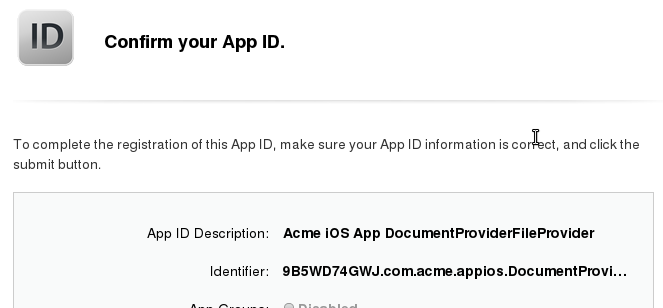 ID
Confirm your App ID.
To complete the registration of this App ID, make sure your App ID information is correct, and click the
submit button.
App ID Description: Acme iOS App DocumentProviderFileProvider
Identifier: 9B5WD74GWJ.com.acme.appios.DocumentProvi...
App Groups: Disabled